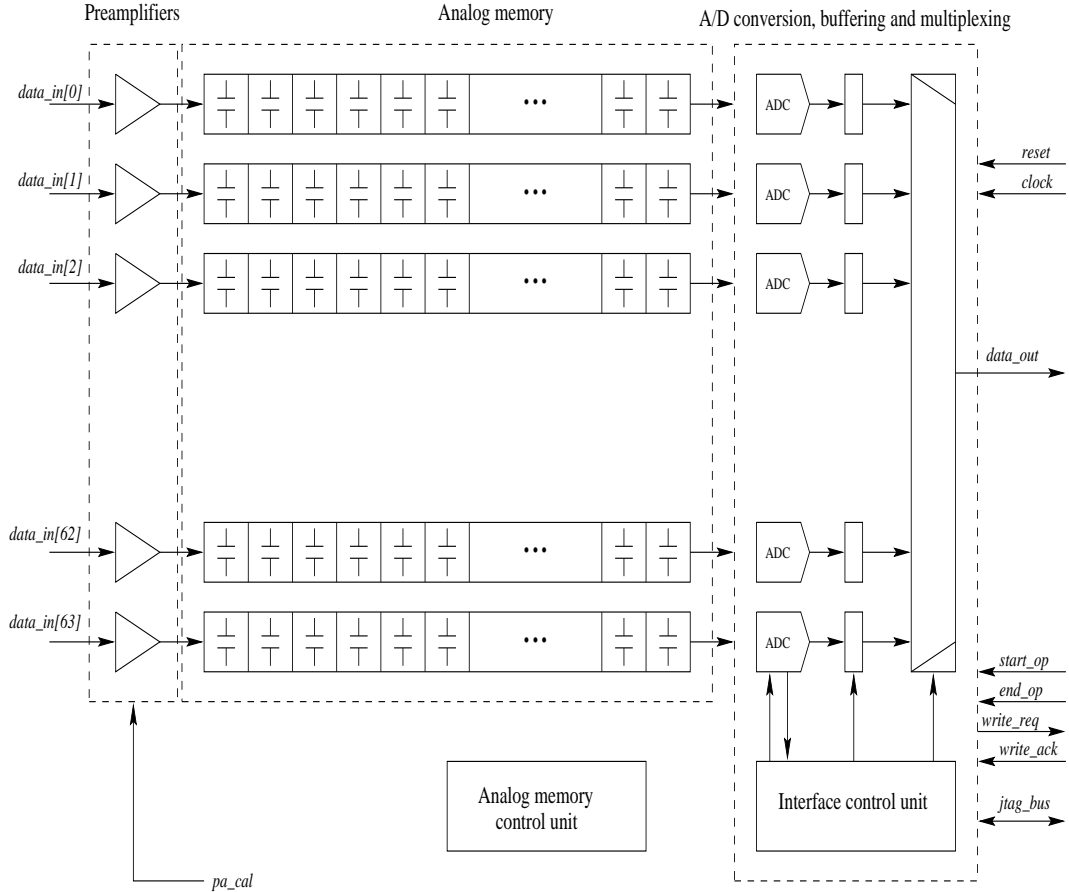 Preamplifiers
Analog memory
A/D conversion, buffering and multiplexing
data_in[0]
ADC
data_in[1]
ADC
reset
clock
data_in[2]
ADC
data_out
data_in[62]
ADC
data_in[63]
ADC
start_op
end_op
write_req
write_ack
Analog memory
control unit
Interface control unit
jtag_bus
pa_cal